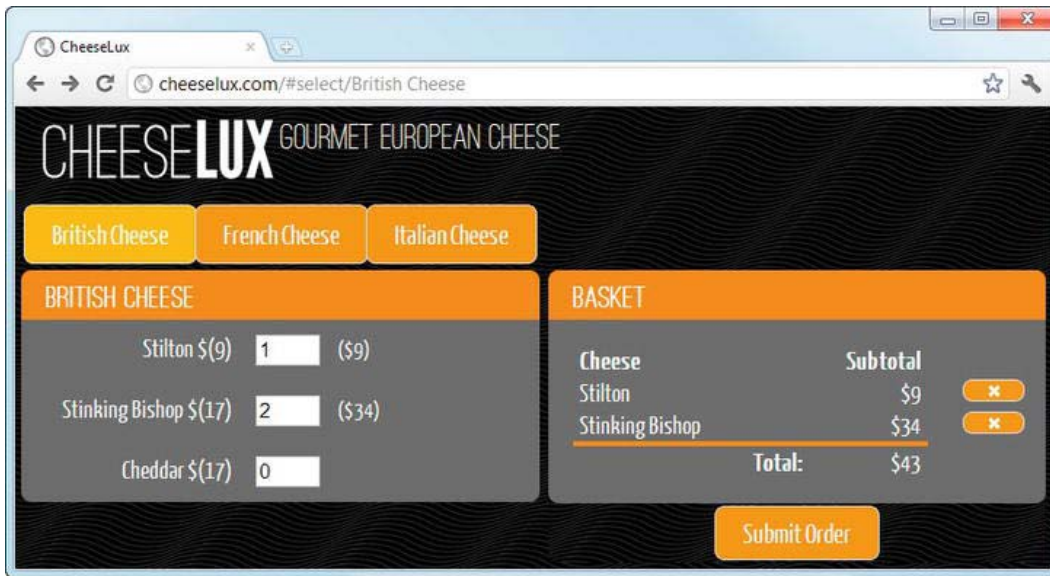 CheeseLux
cheeselux.com/#select/British Cheese
CHEESELUX GOURMET EUROPEAN CHEESE
British Cheese French Cheese Italian Cheese
BRITISH CHEESE
Stilton $(9) 1 ($9)
Stinking Bishop $(17) 2 ($34)
Cheddar $(17) 0
BASKET
Cheese Subtotal
Stilton $9
Stinking Bishop $34
Total: $43
Submit Order